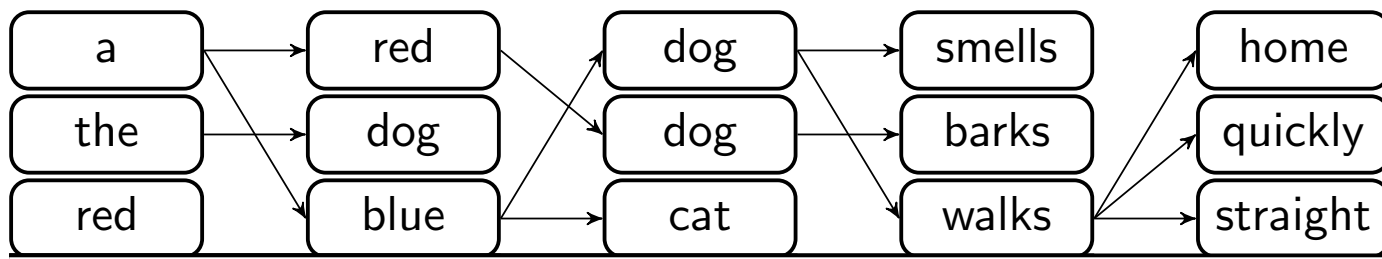 a red dog smells home
the dog dog barks quickly
red blue cat walks straight